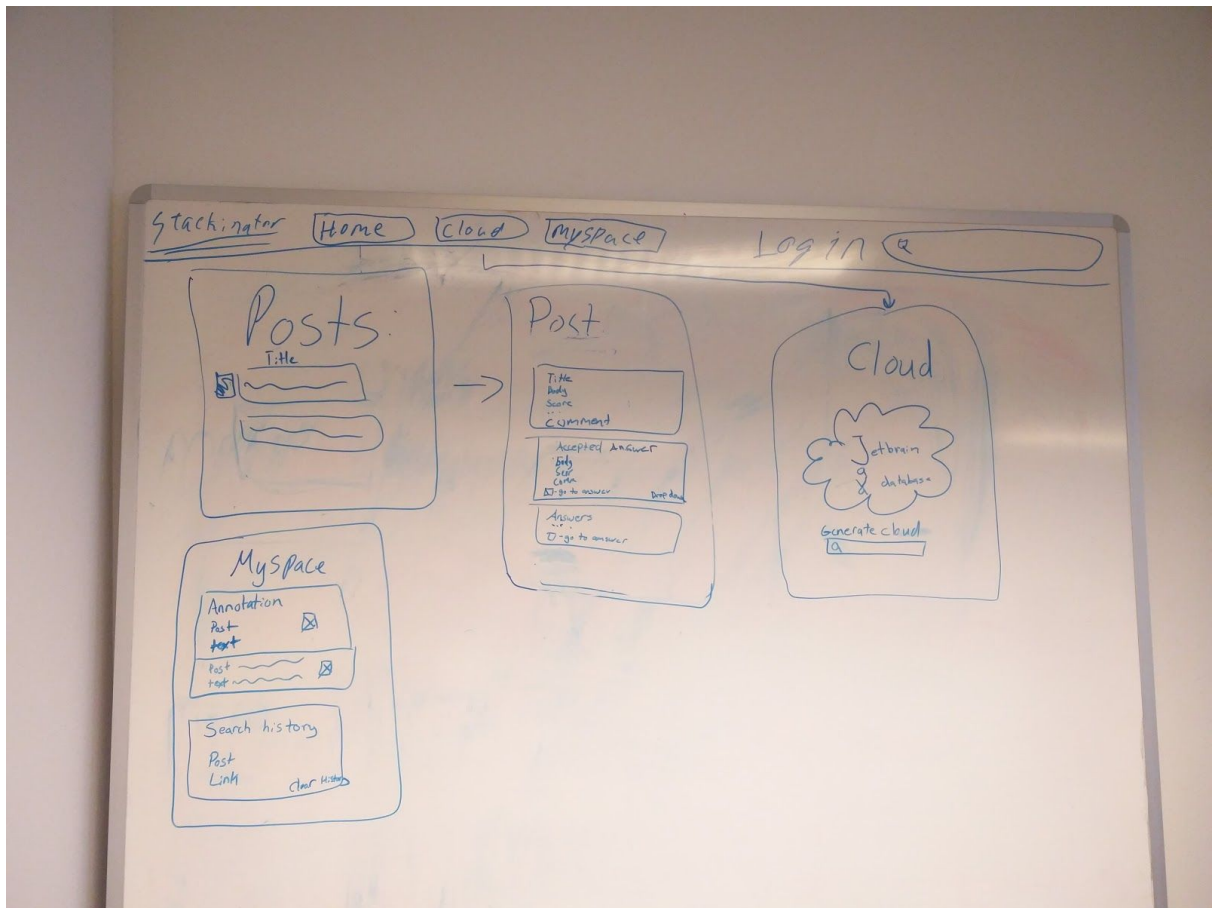 Stackinator Home Cloud Myspace Login
Posts
Title
Post
Title
Body
Score
...
comment
Accepted Answer
Body
Scor
Com
go to answer Drop down
Answers
...
- go to answer
Cloud
Jetbrain
Java
database
Generate cloud
Myspace
Annotation
Post
text
Post
text
Search history
Post
Link
Clear History